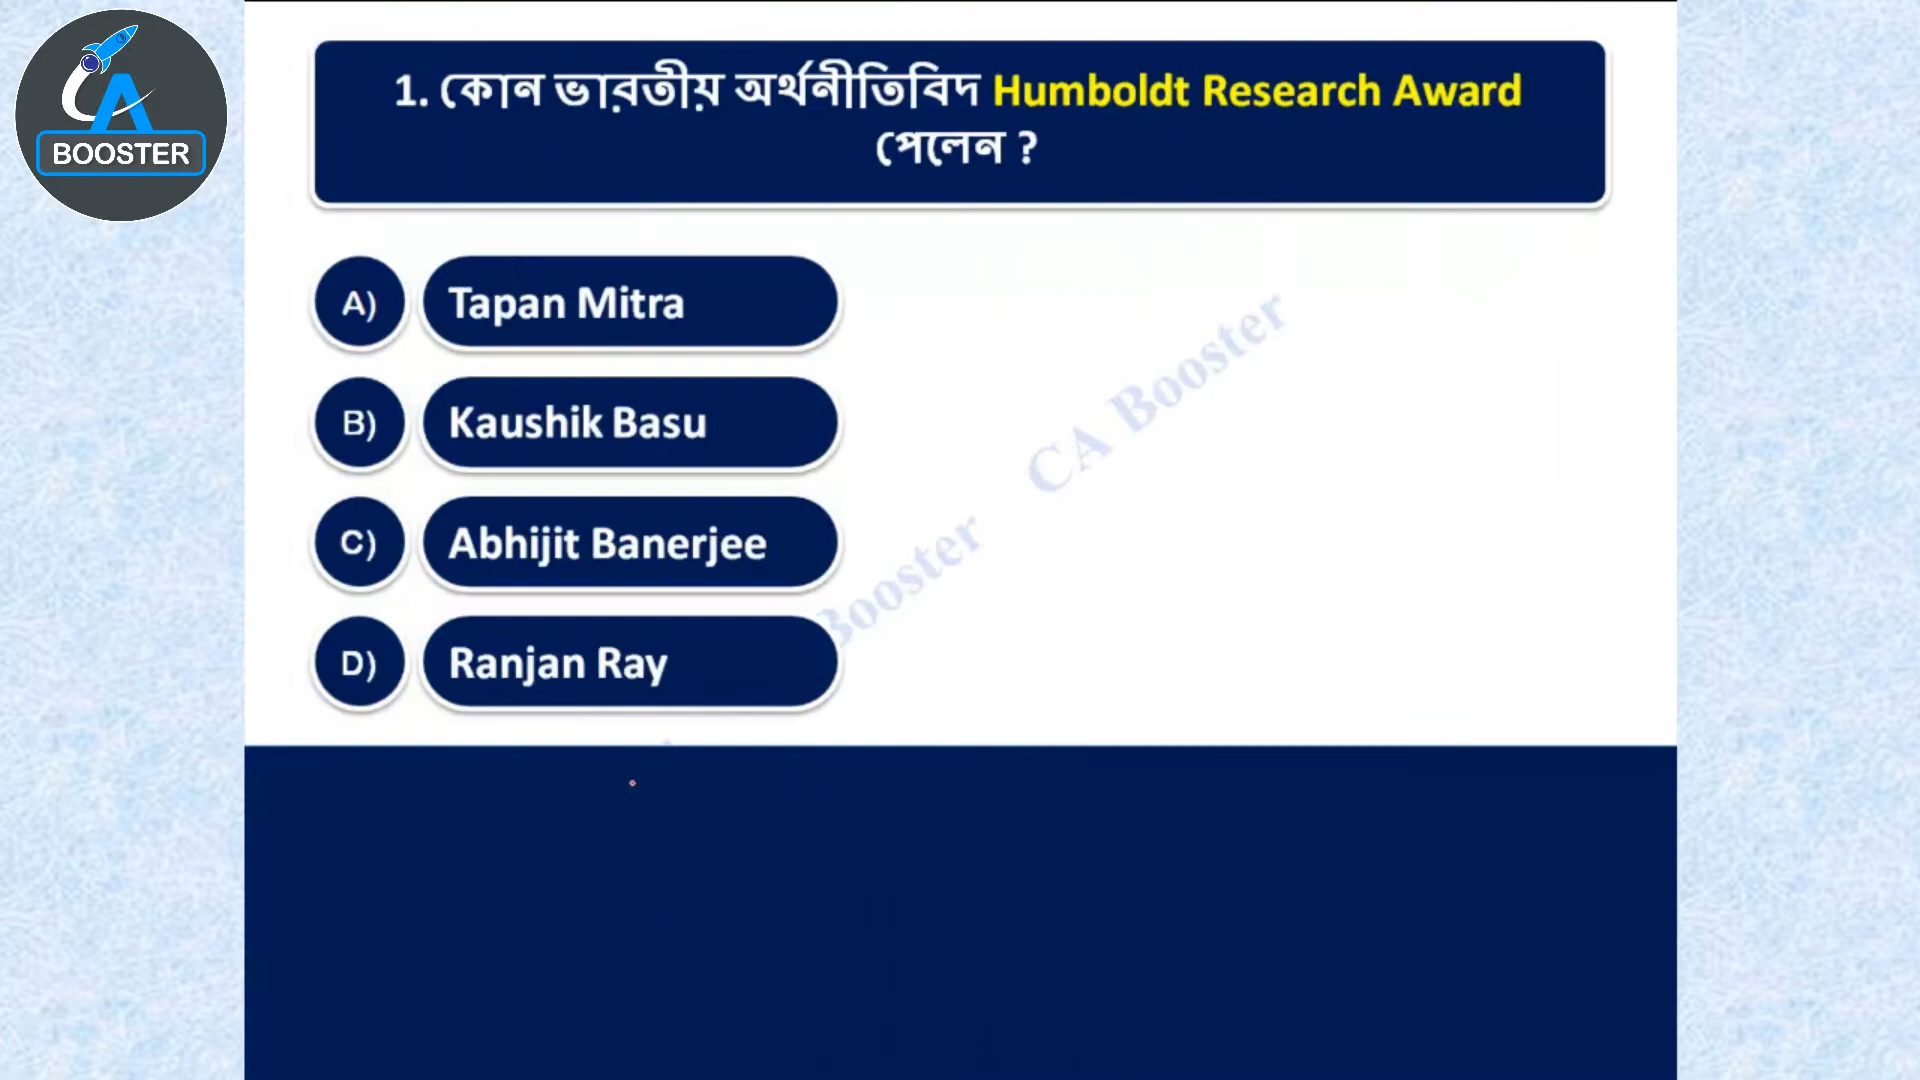 A
BOOSTER
1. কোন ভারতীয় অর্থনীতিবিদ Humboldt Research Award
পেলেন ?
A) Tapan Mitra
B) Kaushik Basu
C) Abhijit Banerjee
D) Ranjan Ray
CA Booster
Booster